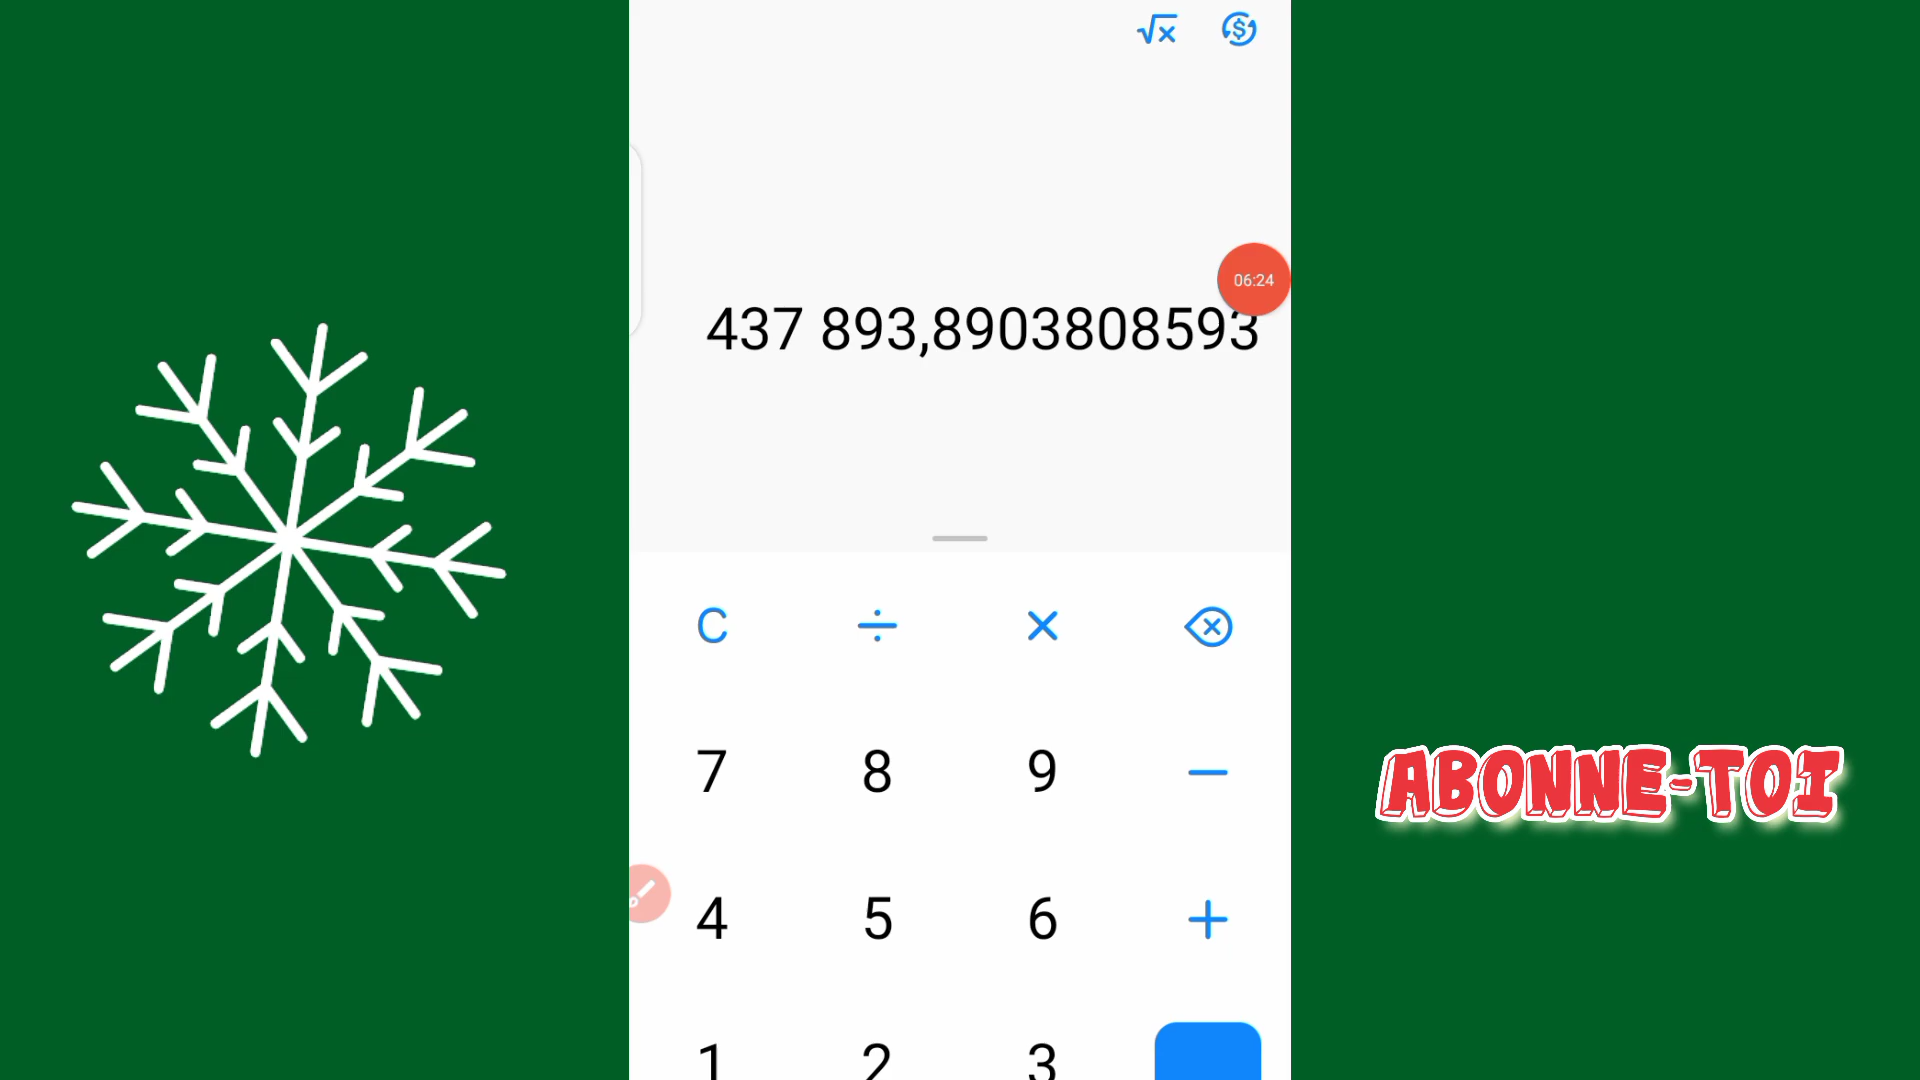 √x $
06:24
437 893,8903808593
C ÷ ×
7 8 9 −
4 5 6 +
1 2 3
ABONNE-TOI